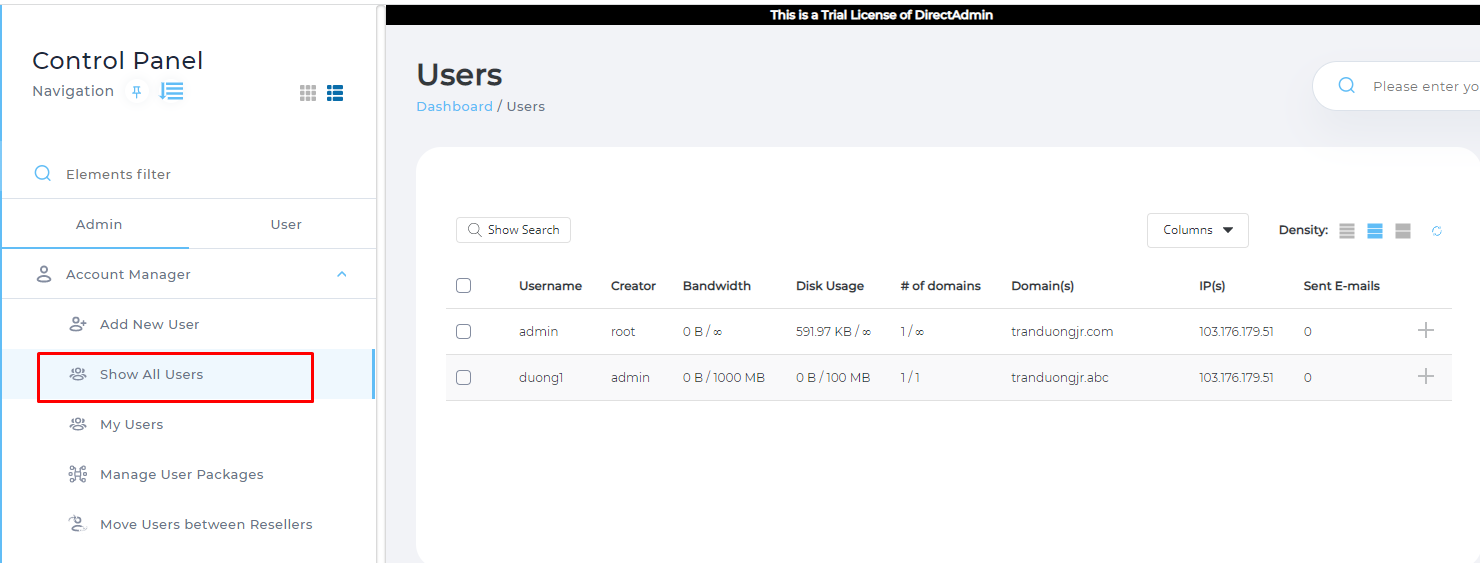 This is a Trial License of DirectAdmin
Control Panel
Navigation
Elements filter
Admin User
Account Manager
Add New User
Show All Users
My Users
Manage User Packages
Move Users between Resellers
Users
Dashboard / Users
Please enter yo
Show Search
Columns
Density:
Username Creator Bandwidth Disk Usage # of domains Domain(s) IP(s) Sent E-mails
admin root 0 B / ∞ 591.97 KB / ∞ 1 / ∞ tranduongjr.com 103.176.179.51 0
duong1 admin 0 B / 1000 MB 0 B / 100 MB 1 / 1 tranduongjr.abc 103.176.179.51 0